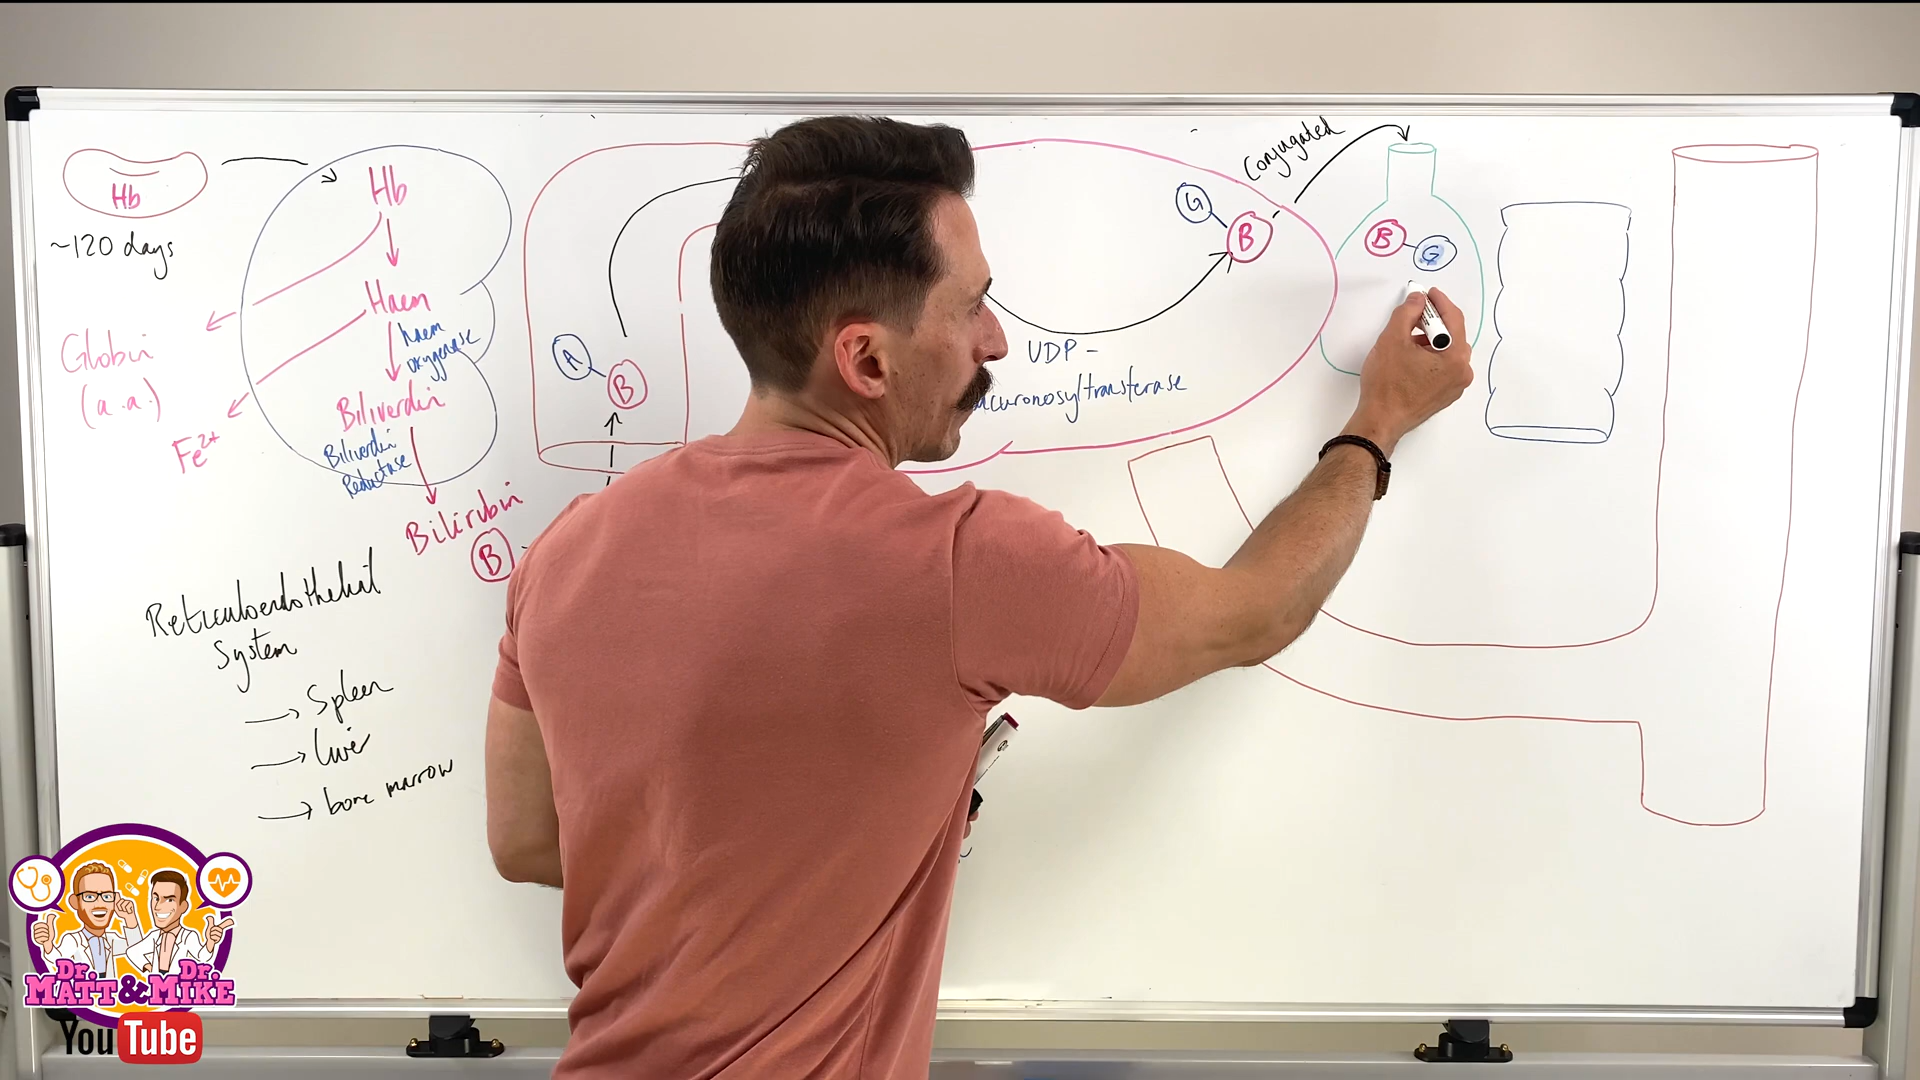 Hb
~120 days
Globin
(a.a.)
Fe2+
Hb
Haem
haem
oxygenase
Biliverdin
Biliverdin
Reductase
Bilirubin
B
Reticuloendothelial
System
→ Spleen
→ liver
→ bone marrow
A
B
UDP-
curonosyltransferase
G
B
Conjugated
B
G
Dr. Dr.
MATT & MIKE
YouTube